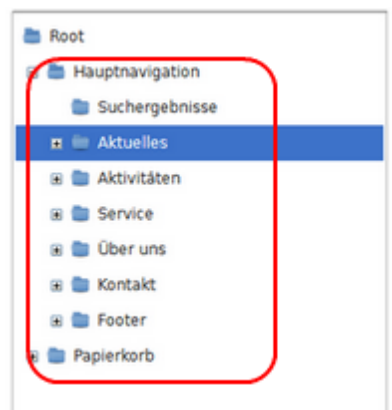 Root
Hauptnavigation
Suchergebnisse
Aktuelles
Aktivitäten
Service
Über uns
Kontakt
Footer
Papierkorb